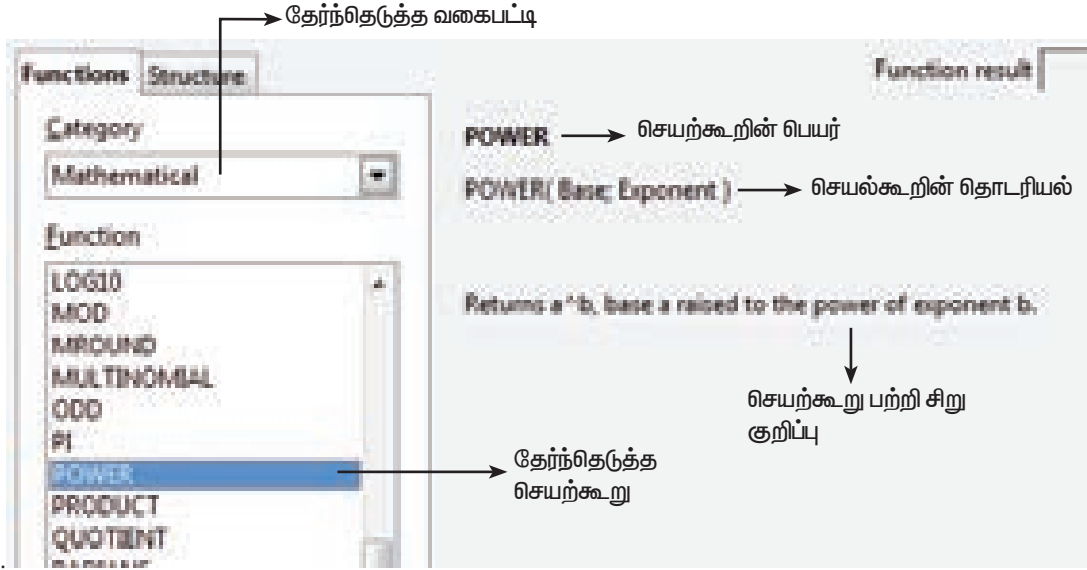 தேர்ந்தெடுத்த வகைபட்டி
Functions Structure
Function result
Category
Mathematical
POWER செயற்கூறின் பெயர்
POWER( Base; Exponent ) செயல்கூறின் தொடரியல்
Function
LOG10
MOD
MROUND
MULTINOMIAL
ODD
PI
POWER
PRODUCT
QUOTIENT
Returns a^b, base a raised to the power of exponent b.
செயற்கூறு பற்றி சிறு
குறிப்பு
தேர்ந்தெடுத்த
செயற்கூறு